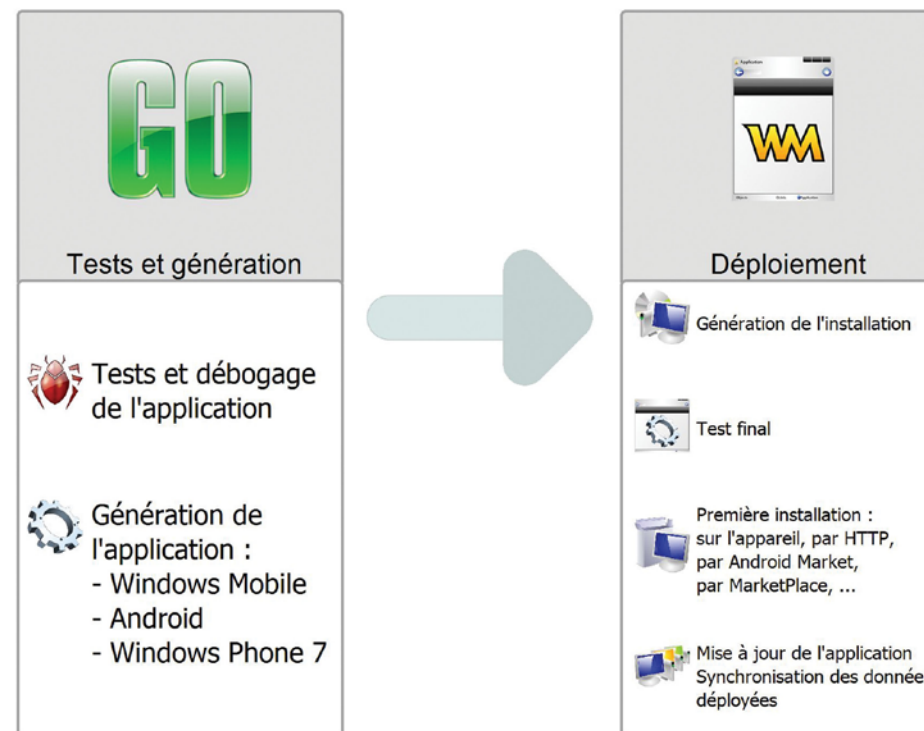 GO
Tests et génération
Tests et débogage
de l'application
Génération de
l'application :
- Windows Mobile
- Android
- Windows Phone 7
Application
WM
Déploiement
Génération de l'installation
Test final
Première installation :
sur l'appareil, par HTTP,
par Android Market,
par MarketPlace, ...
Mise à jour de l'application
Synchronisation des donnée
déployées